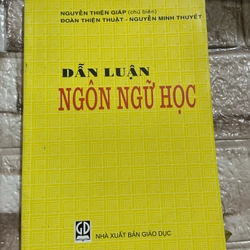 NGUYỄN THIỆN GIÁP (chủ biên)
ĐOÀN THIỆN THUẬT - NGUYỄN MINH THUYẾT
DẪN LUẬN
NGÔN NGỮ HỌC
GD
NHÀ XUẤT BẢN GIÁO DỤC